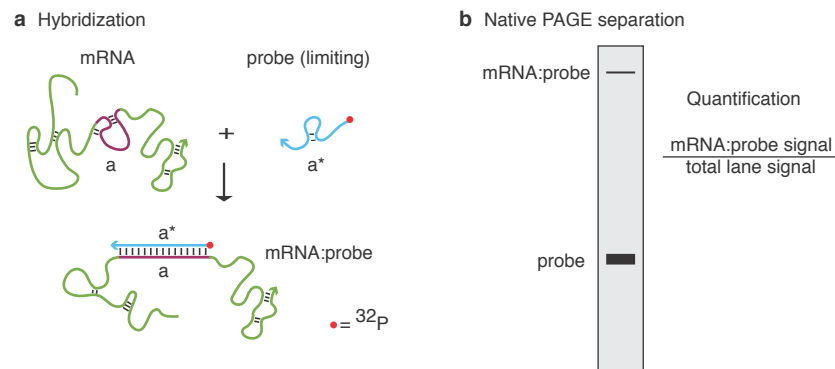 a Hybridization
mRNA
probe (limiting)
a
+
a*
a*
a
mRNA:probe
= ³²P
b Native PAGE separation
mRNA:probe
probe
Quantification
mRNA:probe signal
total lane signal